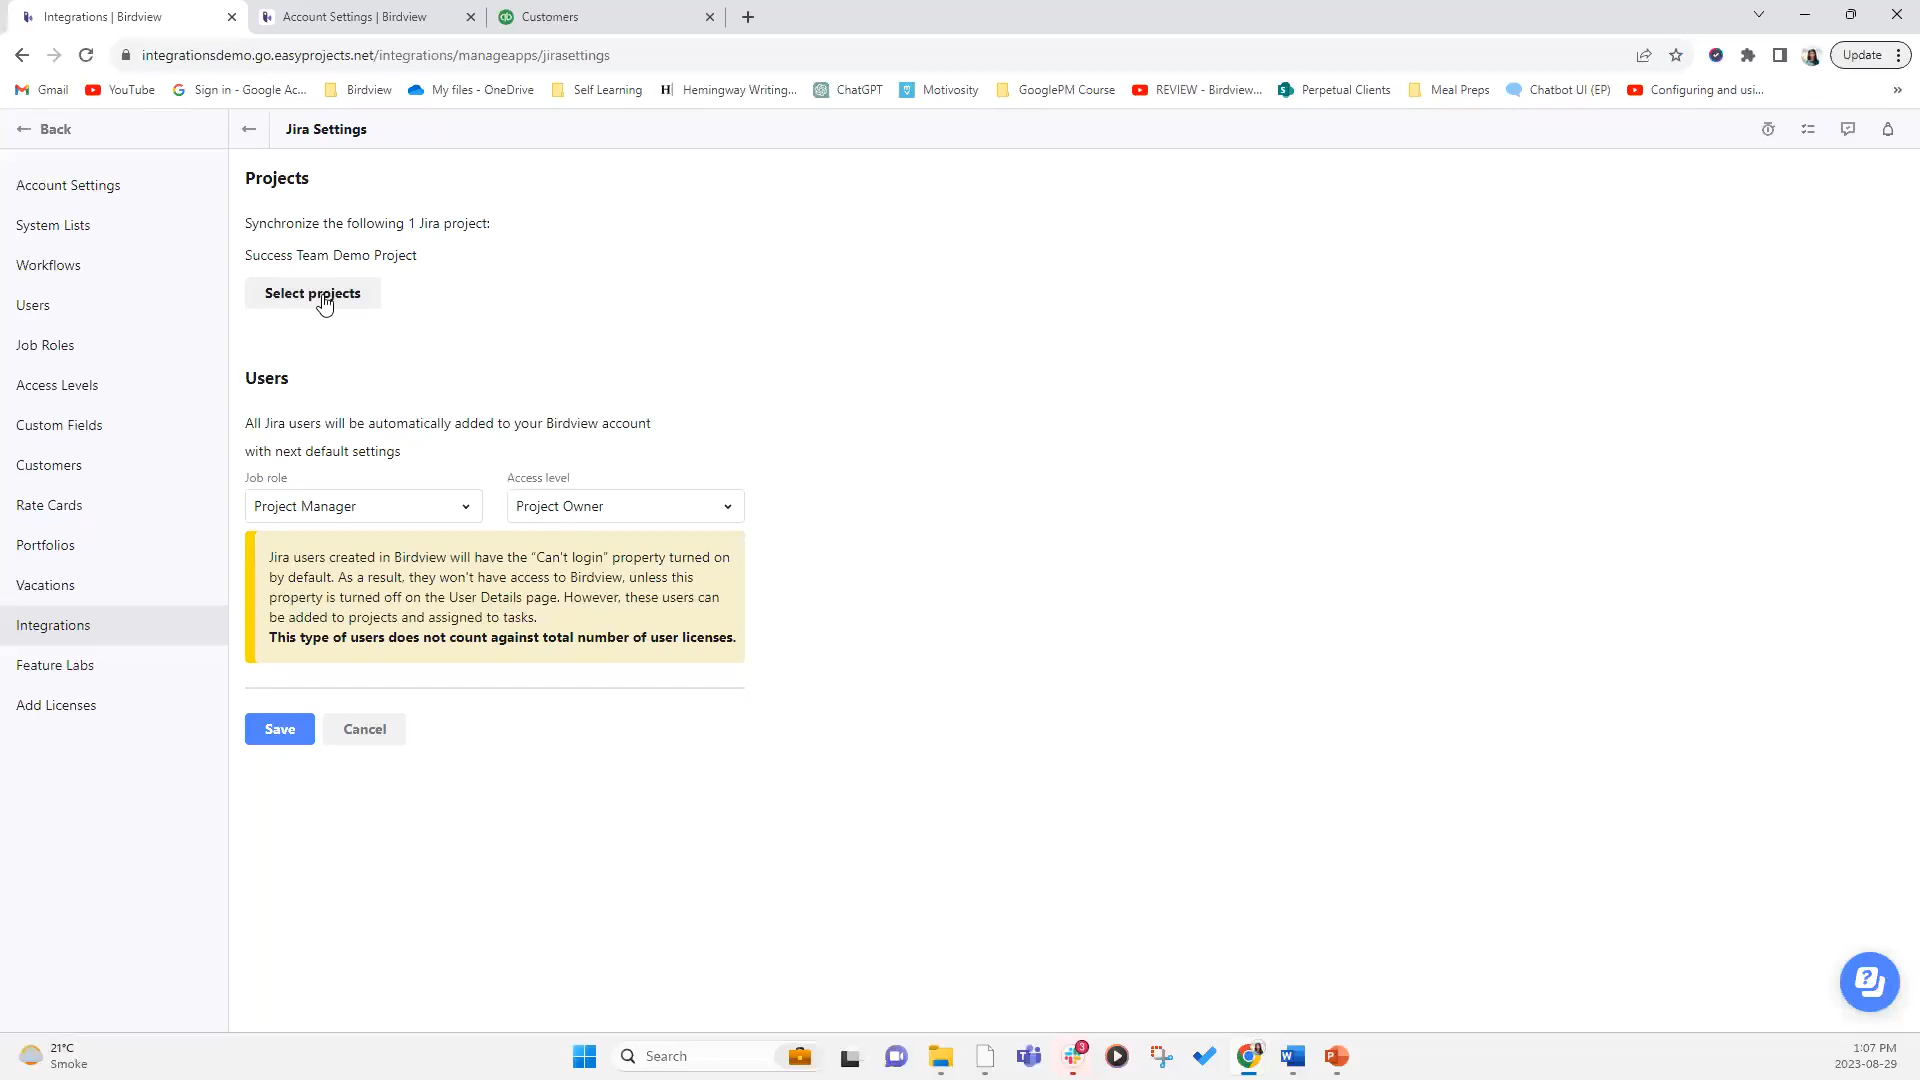 Integrations | Birdview
Account Settings | Birdview
Customers
integrationsdemo.go.easyprojects.net/integrations/manageapps/jirasettings
Update
Gmail
YouTube
Sign in - Google Ac...
Birdview
My files - OneDrive
Self Learning
Hemingway Writing...
ChatGPT
Motivosity
GooglePM Course
REVIEW - Birdview...
Perpetual Clients
Meal Preps
Chatbot UI (EP)
Configuring and usi...
»
Back
Jira Settings
Account Settings
System Lists
Workflows
Users
Job Roles
Access Levels
Custom Fields
Customers
Rate Cards
Portfolios
Vacations
Integrations
Feature Labs
Add Licenses
Projects
Synchronize the following 1 Jira project:
Success Team Demo Project
Select projects
Users
All Jira users will be automatically added to your Birdview account
with next default settings
Job role
Access level
Project Manager
Project Owner
Jira users created in Birdview will have the “Can't login” property turned on
by default. As a result, they won't have access to Birdview, unless this
property is turned off on the User Details page. However, these users can
be added to projects and assigned to tasks.
This type of users does not count against total number of user licenses.
Save
Cancel
21°C
Smoke
Search
3
1:07 PM
2023-08-29